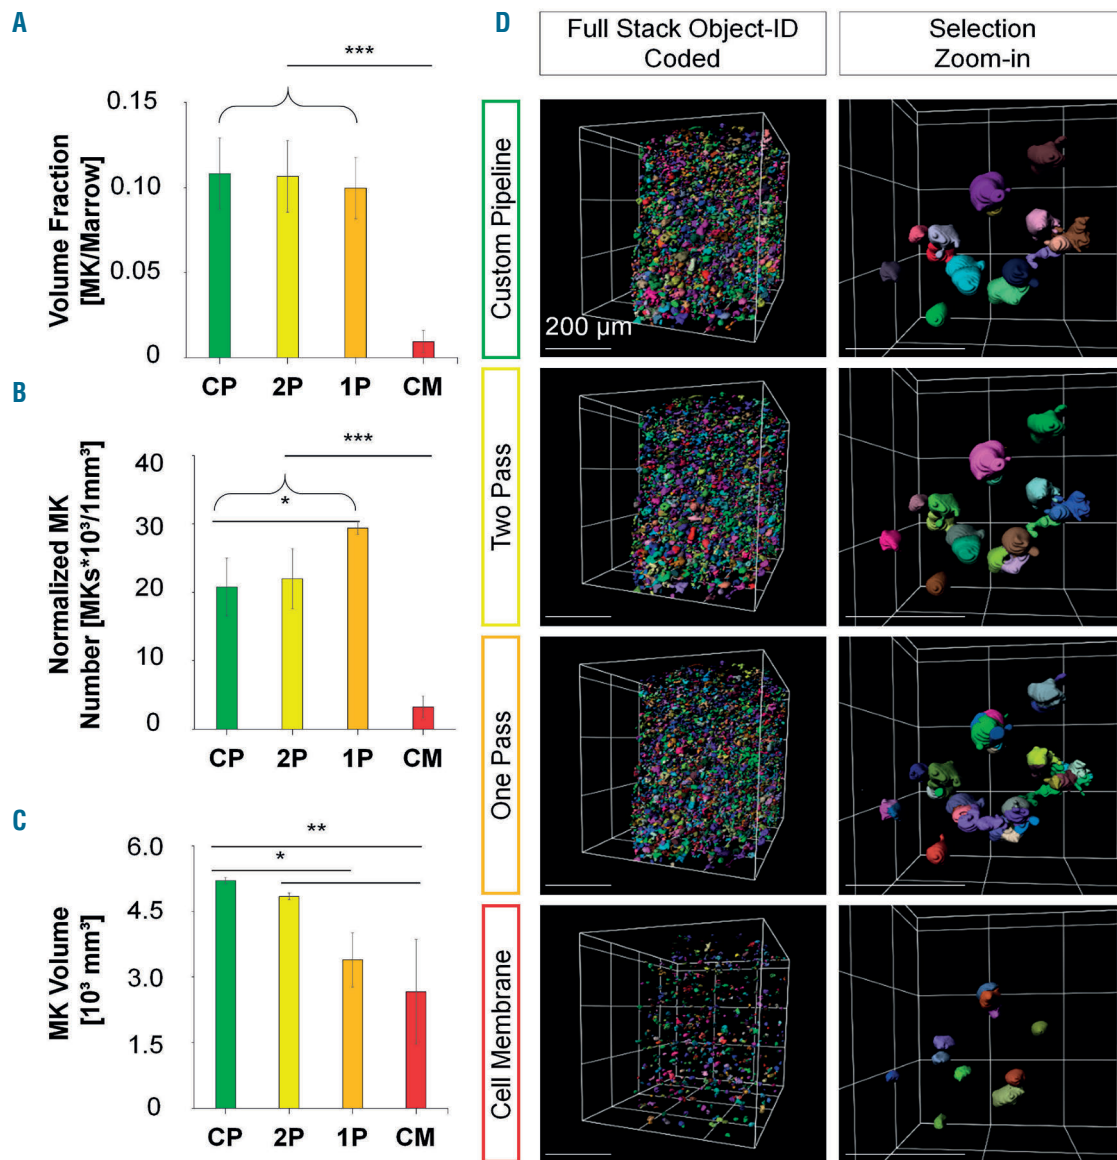 A
***
0.15
0.10
0.05
0
Volume Fraction
[MK/Marrow]
CP 2P 1P CM
B
***
*
40
30
20
10
0
Normalized MK
Number [MKs*10³/1mm³]
CP 2P 1P CM
C
**
*
6.0
4.5
3.0
1.5
0
MK Volume
[10³ mm³]
CP 2P 1P CM
D
Full Stack Object-ID
Coded
Selection
Zoom-in
Custom Pipeline
200 µm
Two Pass
One Pass
Cell Membrane